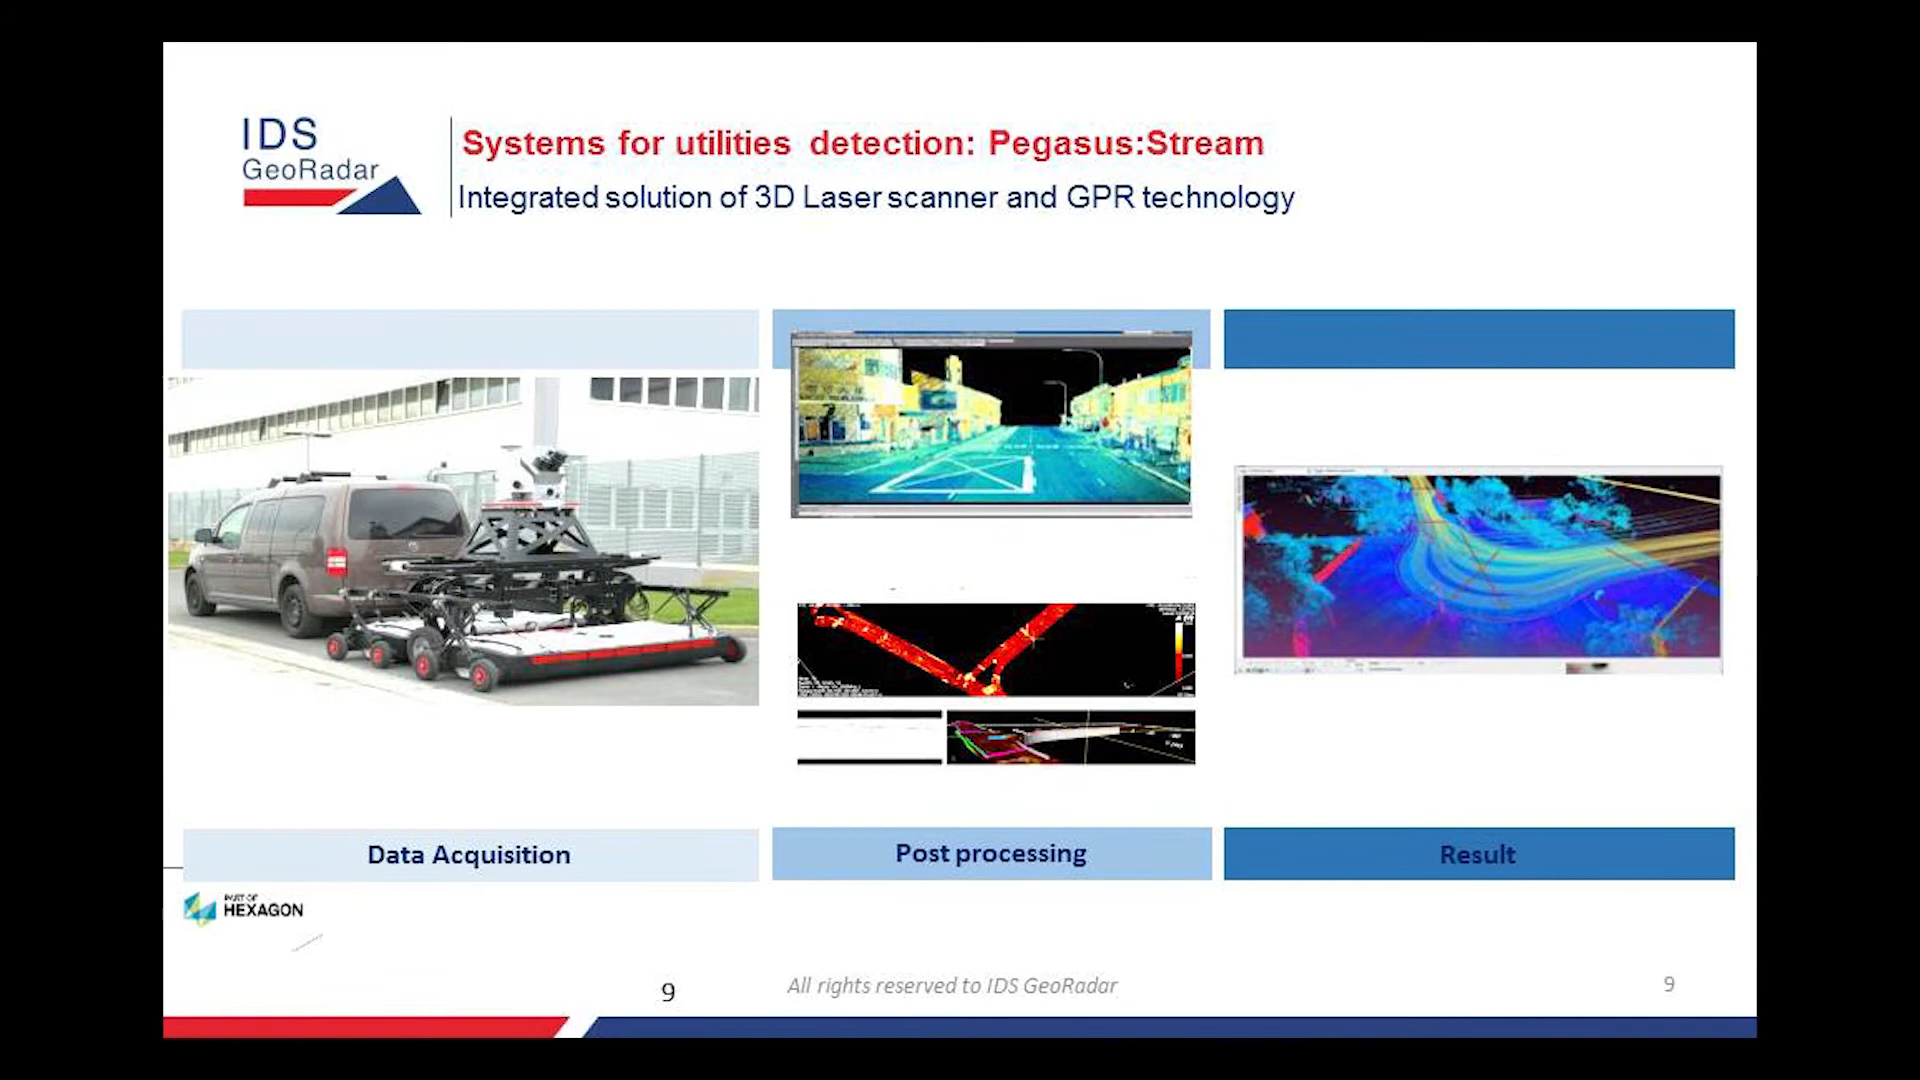 IDS
GeoRadar
Systems for utilities detection: Pegasus:Stream
Integrated solution of 3D Laser scanner and GPR technology
Data Acquisition
Post processing
Result
PART OF
HEXAGON
9
All rights reserved to IDS GeoRadar
9